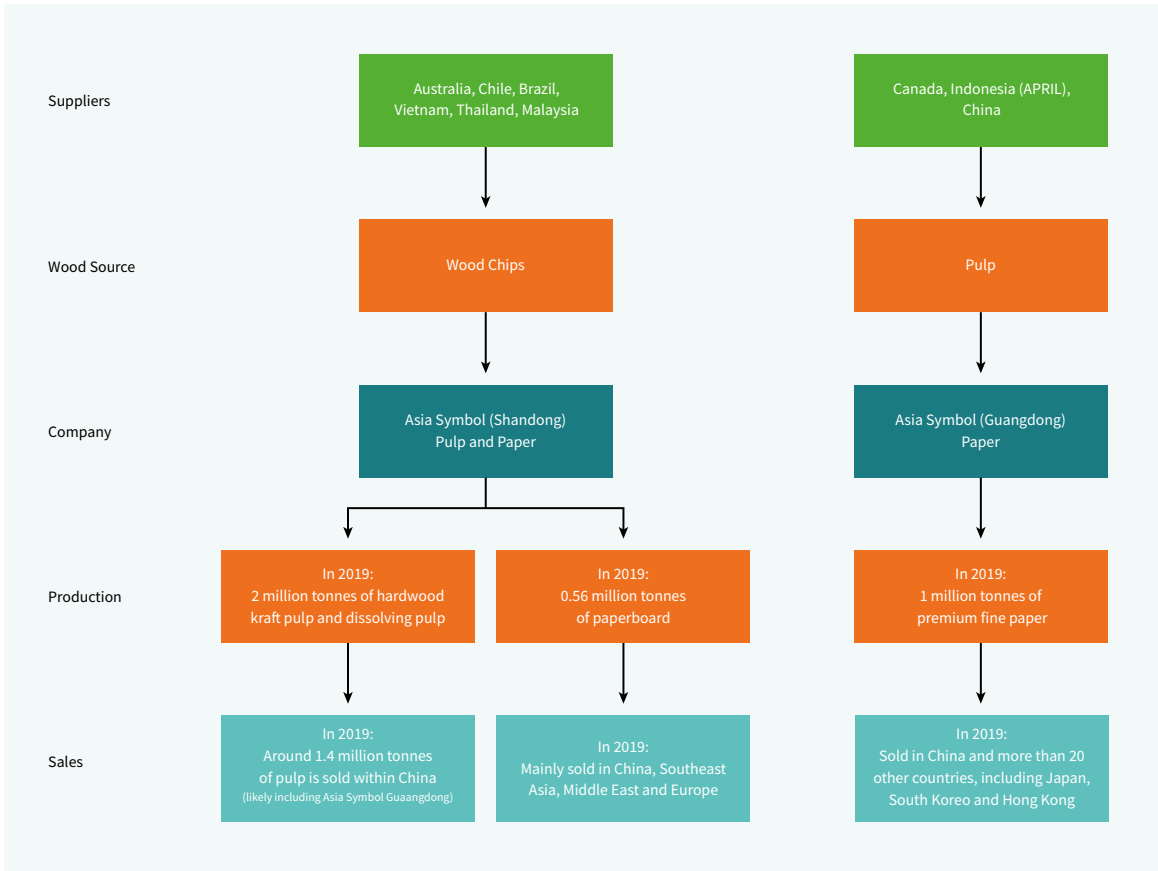 Suppliers
Australia, Chile, Brazil,
Vietnam, Thailand, Malaysia
Canada, Indonesia (APRIL),
China
Wood Source
Wood Chips
Pulp
Company
Asia Symbol (Shandong)
Pulp and Paper
Asia Symbol (Guangdong)
Paper
Production
In 2019:
2 million tonnes of hardwood
kraft pulp and dissolving pulp
In 2019:
0.56 million tonnes
of paperboard
In 2019:
1 million tonnes of
premium fine paper
Sales
In 2019:
Around 1.4 million tonnes
of pulp is sold within China
(likely including Asia Symbol Guaangdong)
In 2019:
Mainly sold in China, Southeast
Asia, Middle East and Europe
In 2019:
Sold in China and more than 20
other countries, including Japan,
South Koreo and Hong Kong